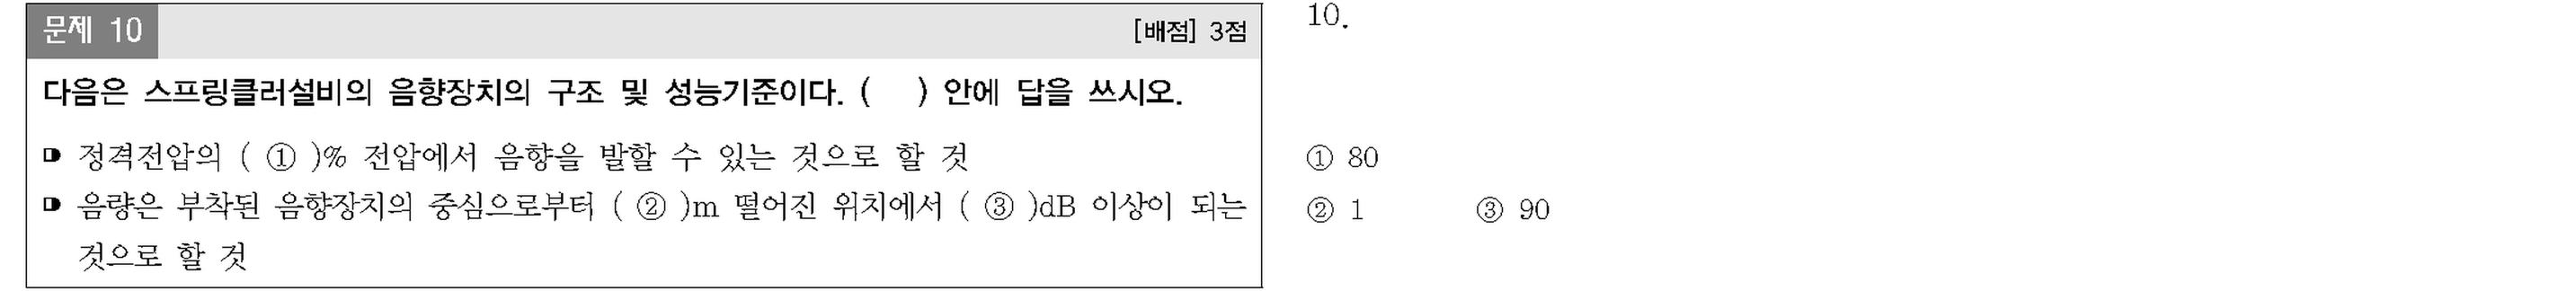 문제 10
[배점] 3점
다음은 스프링클러설비의 음향장치의 구조 및 성능기준이다. (   ) 안에 답을 쓰시오.
정격전압의 ( ① )% 전압에서 음향을 발할 수 있는 것으로 할 것
음량은 부착된 음향장치의 중심으로부터 ( ② )m 떨어진 위치에서 ( ③ )dB 이상이 되는
것으로 할 것
10.
① 80
② 1 ③ 90